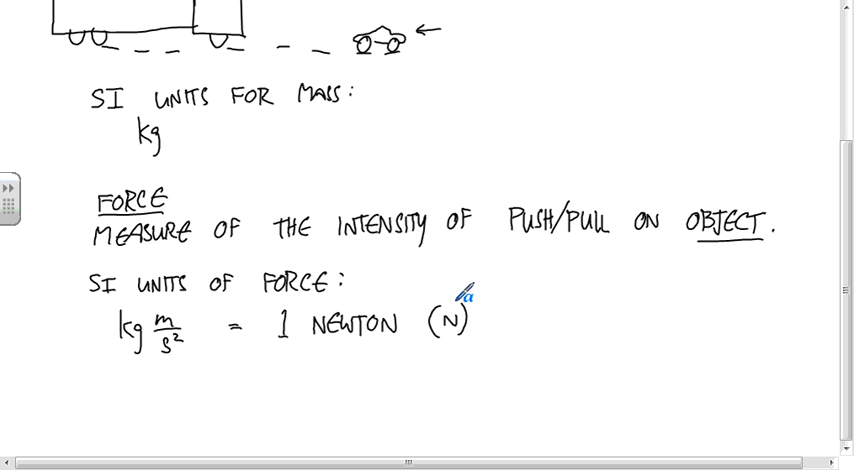 SI UNITS FOR MASS:
kg
FORCE
MEASURE OF THE INTENSITY OF PUSH/PULL ON OBJECT.
SI UNITS OF FORCE:
kg m/s² = 1 NEWTON (N)